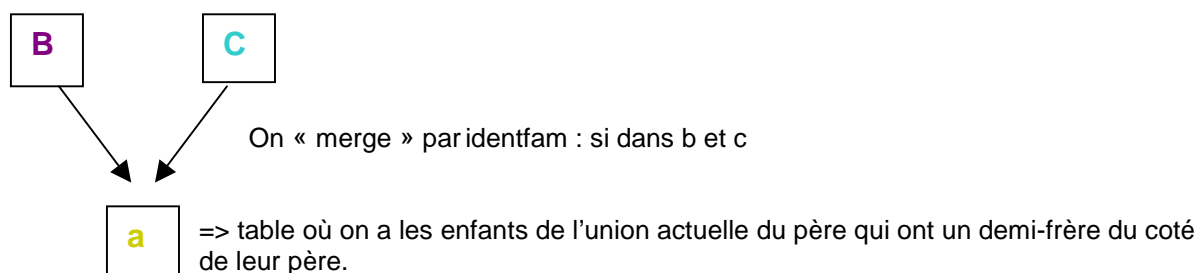 B C
On « merge » par identfam : si dans b et c
a
=> table où on a les enfants de l’union actuelle du père qui ont un demi-frère du coté
de leur père.